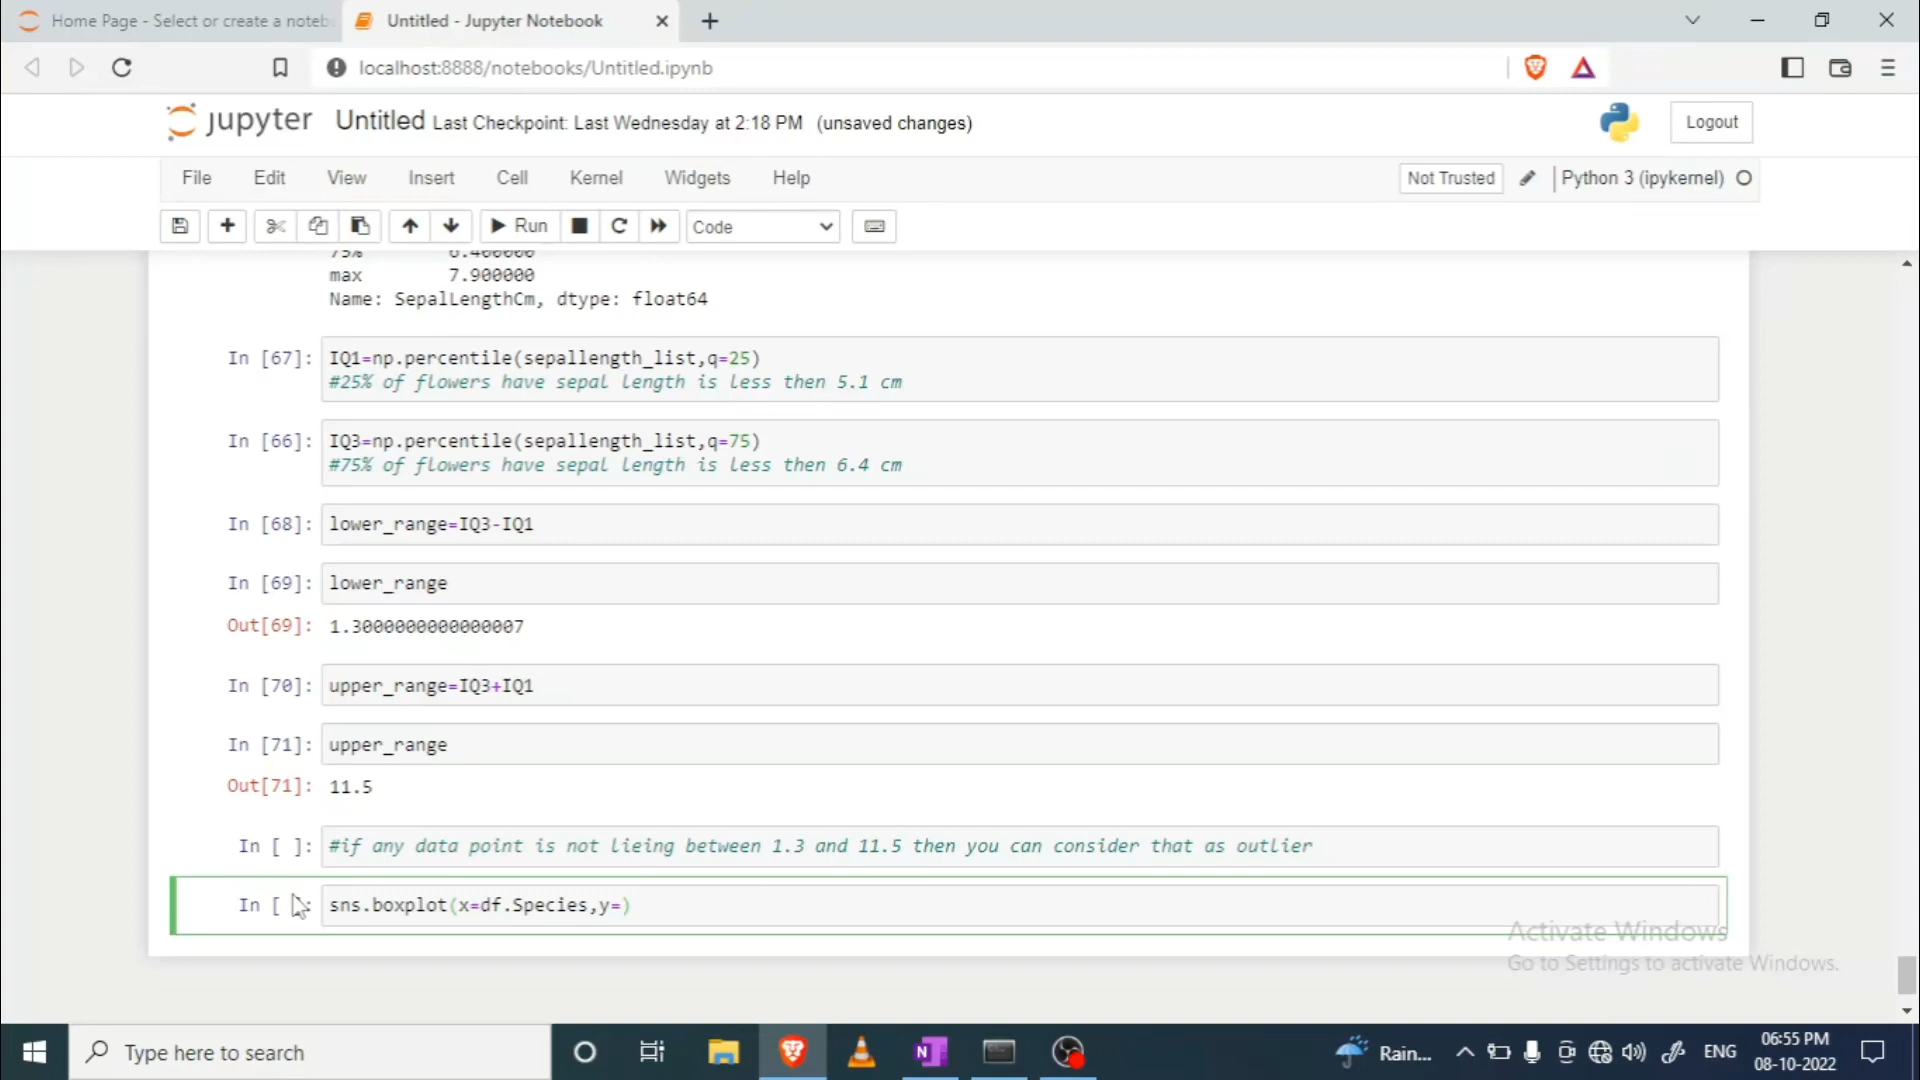 Home Page - Select or create a noteb
Untitled - Jupyter Notebook
localhost:8888/notebooks/Untitled.ipynb
jupyter Untitled Last Checkpoint: Last Wednesday at 2:18 PM (unsaved changes)
Logout
File Edit View Insert Cell Kernel Widgets Help
Not Trusted
Python 3 (ipykernel)
Run
Code
75% 6.400000
max 7.900000
Name: SepalLengthCm, dtype: float64
In [67]: IQ1=np.percentile(sepallength_list,q=25)
#25% of flowers have sepal length is less then 5.1 cm
In [66]: IQ3=np.percentile(sepallength_list,q=75)
#75% of flowers have sepal length is less then 6.4 cm
In [68]: lower_range=IQ3-IQ1
In [69]: lower_range
Out[69]: 1.3000000000000007
In [70]: upper_range=IQ3+IQ1
In [71]: upper_range
Out[71]: 11.5
In [ ]: #if any data point is not lieing between 1.3 and 11.5 then you can consider that as outlier
In [ ]: sns.boxplot(x=df.Species,y=)
Activate Windows
Go to Settings to activate Windows.
Type here to search
N
Rain...
ENG
06:55 PM
08-10-2022